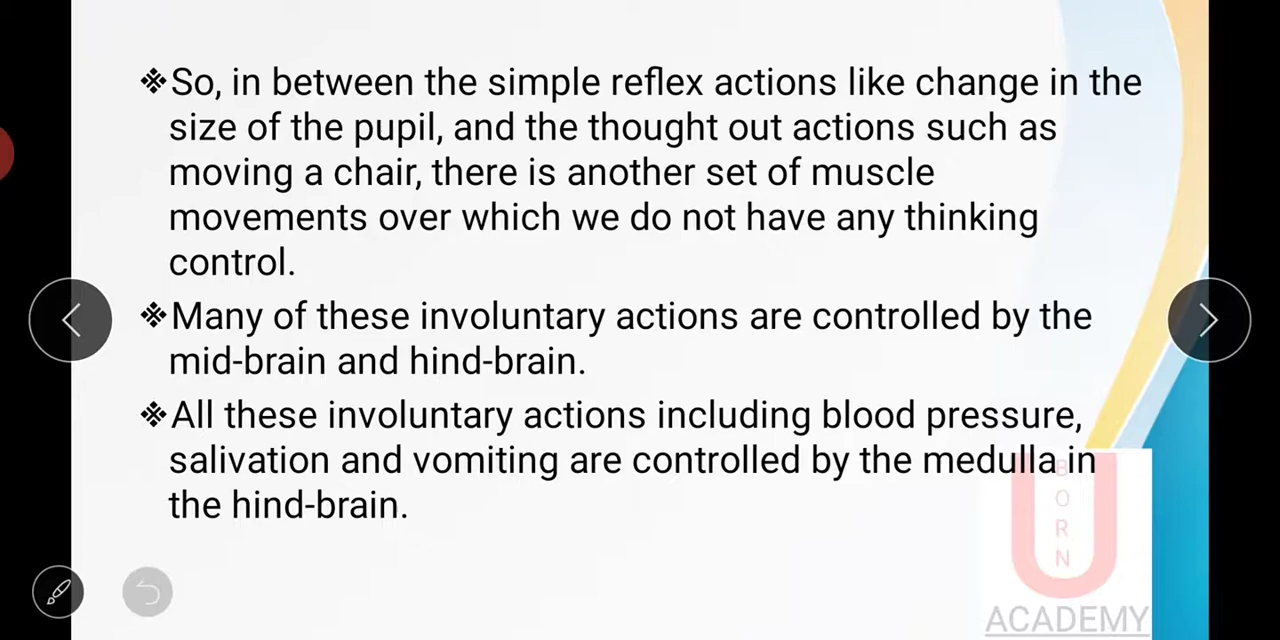 ❖So, in between the simple reflex actions like change in the
size of the pupil, and the thought out actions such as
moving a chair, there is another set of muscle
movements over which we do not have any thinking
control.
❖Many of these involuntary actions are controlled by the
mid-brain and hind-brain.
❖All these involuntary actions including blood pressure,
salivation and vomiting are controlled by the medulla in
the hind-brain.
U
B
O
R
N
ACADEMY